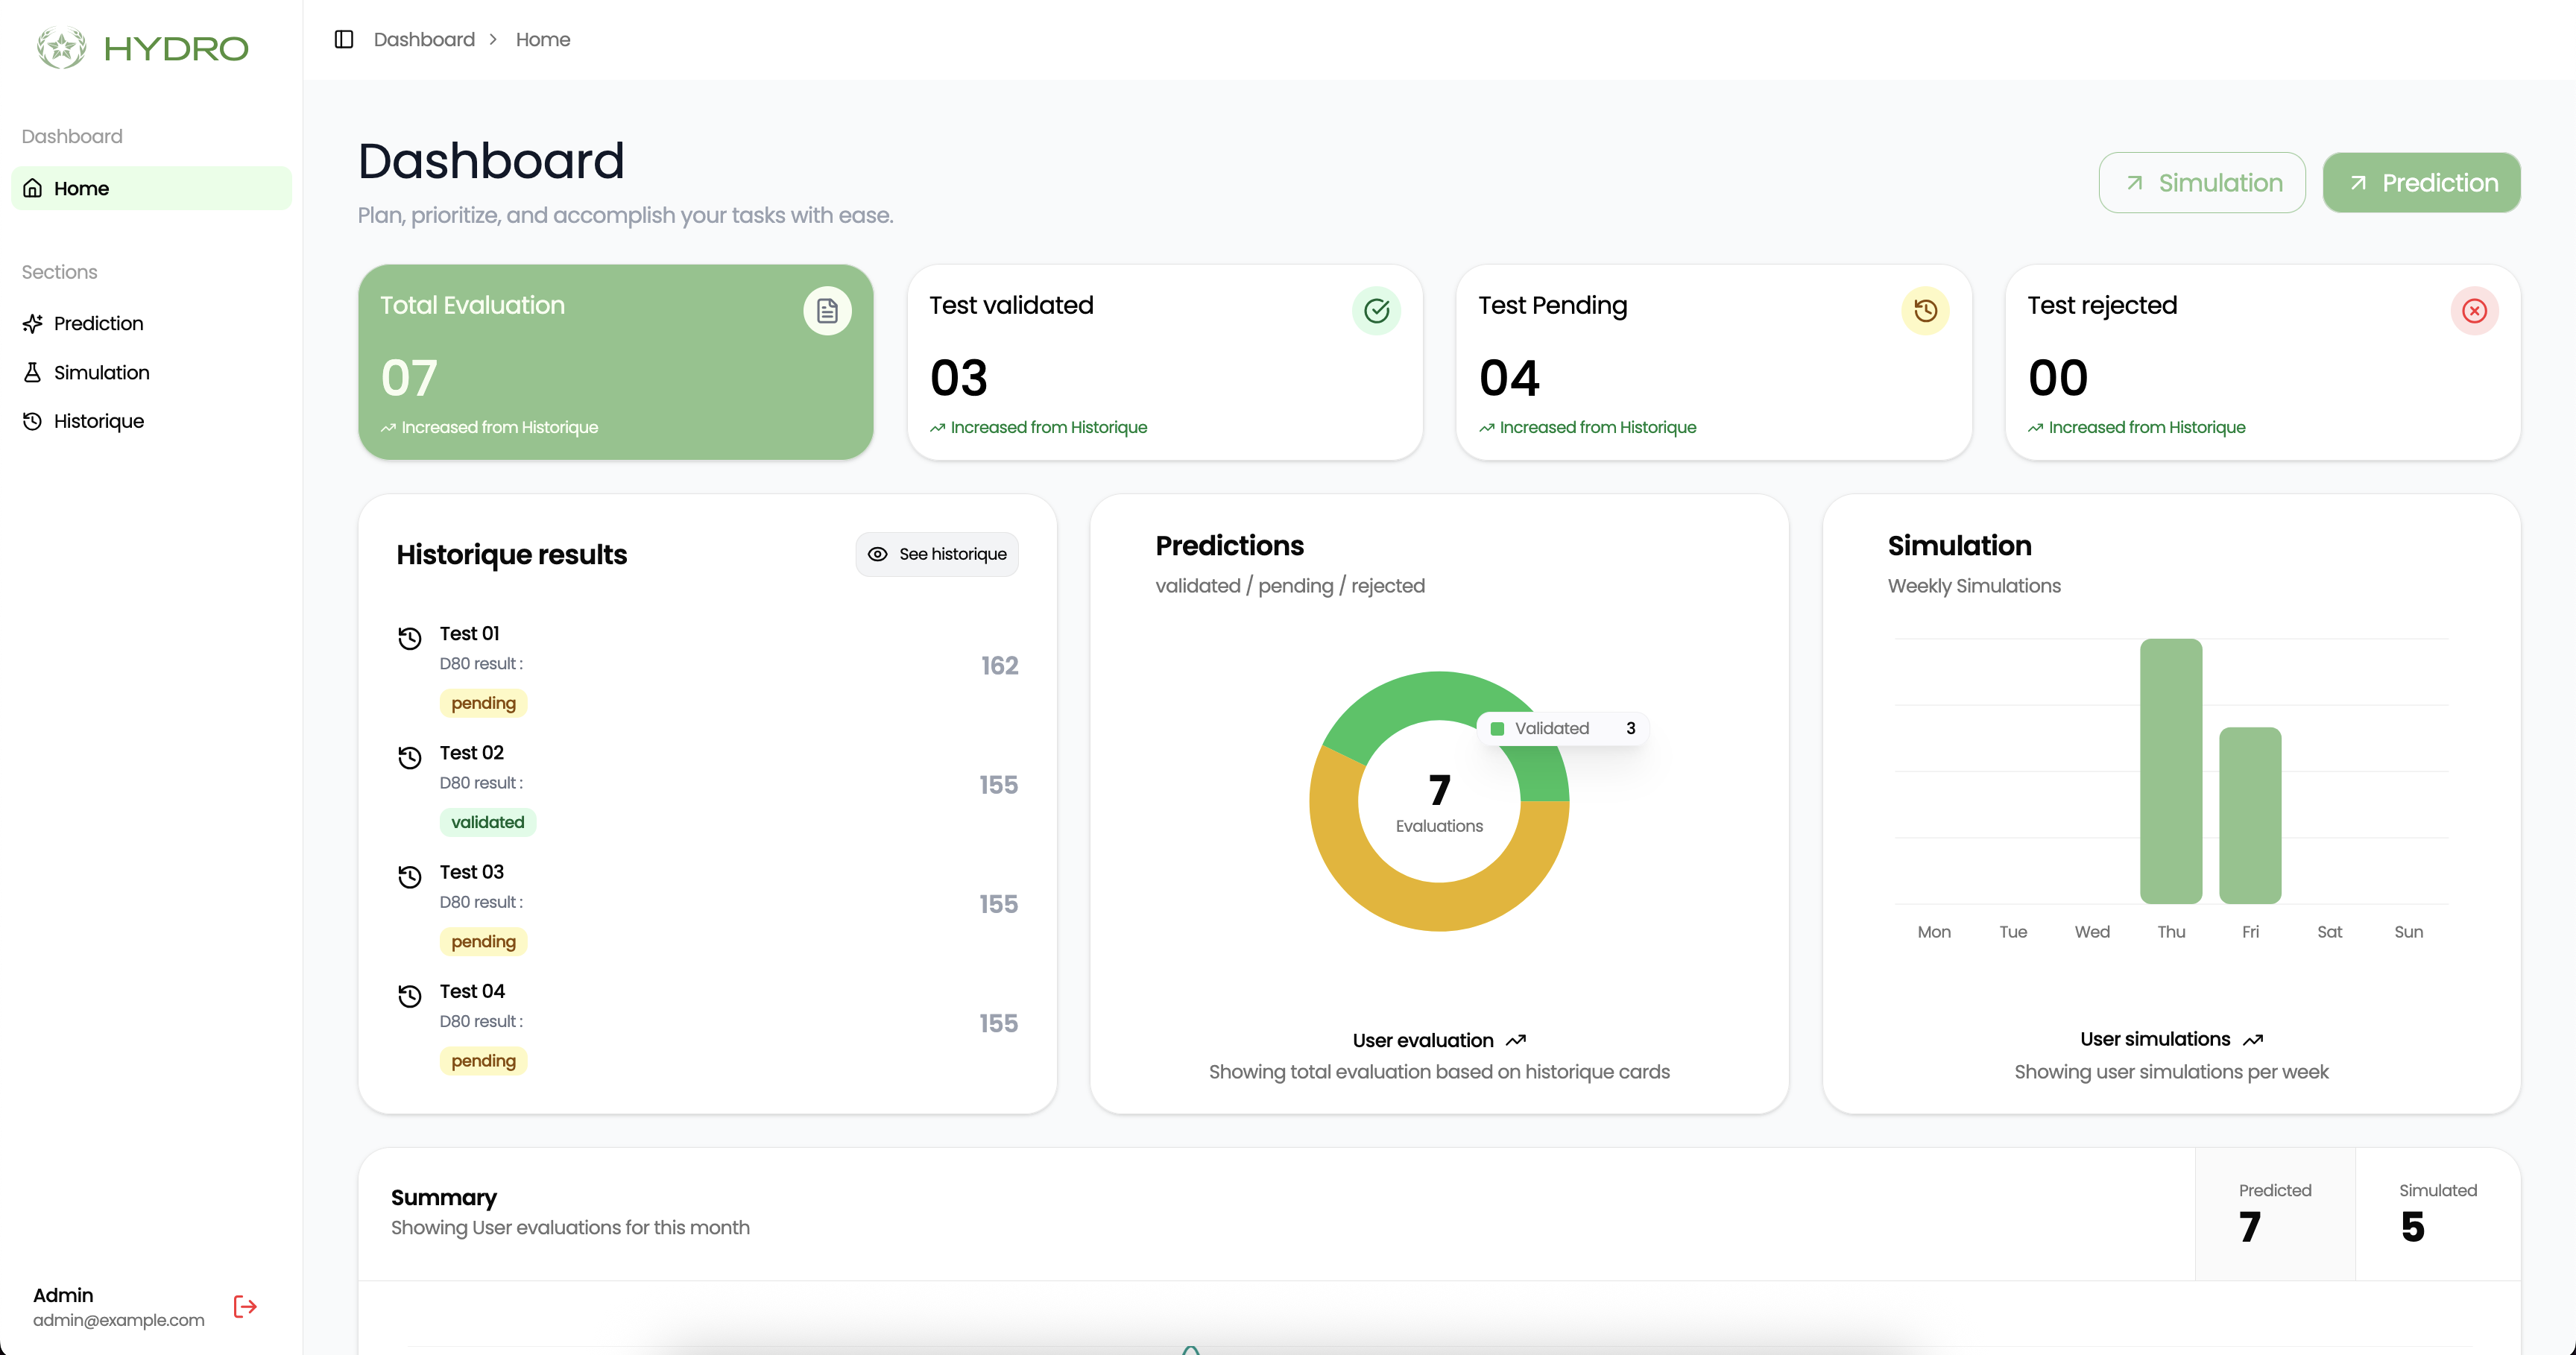 HYDRO
Dashboard
Home
Sections
Prediction
Simulation
Historique
Admin
admin@example.com
Dashboard > Home
Dashboard
Plan, prioritize, and accomplish your tasks with ease.
Simulation
Prediction
Total Evaluation
07
Increased from Historique
Test validated
03
Increased from Historique
Test Pending
04
Increased from Historique
Test rejected
00
Increased from Historique
Historique results
See historique
Test 01
D80 result :
162
pending
Test 02
D80 result :
155
validated
Test 03
D80 result :
155
pending
Test 04
D80 result :
155
pending
Predictions
validated / pending / rejected
Validated 3
7
Evaluations
User evaluation
Showing total evaluation based on historique cards
Simulation
Weekly Simulations
Mon Tue Wed Thu Fri Sat Sun
User simulations
Showing user simulations per week
Summary
Showing User evaluations for this month
Predicted
7
Simulated
5